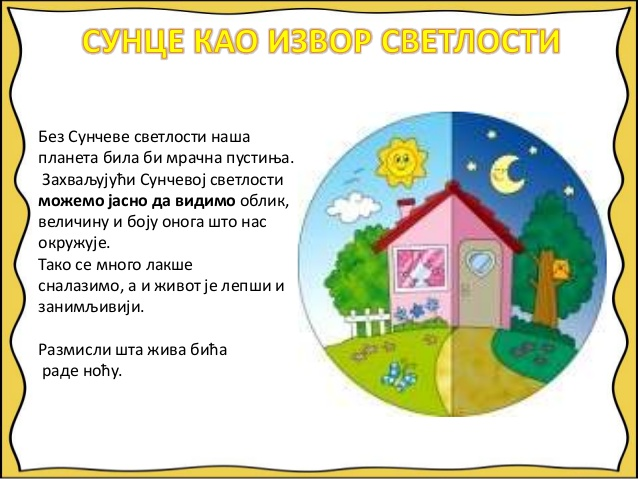 СУНЦЕ КАО ИЗВОР СВЕТЛОСТИ
Без Сунчеве светлости наша
планета била би мрачна пустиња.
Захваљујући Сунчевој светлости
можемо јасно да видимо облик,
величину и боју онога што нас
окружује.
Тако се много лакше
сналазимо, а и живот је лепши и
занимљивији.
Размисли шта жива бића
раде ноћу.